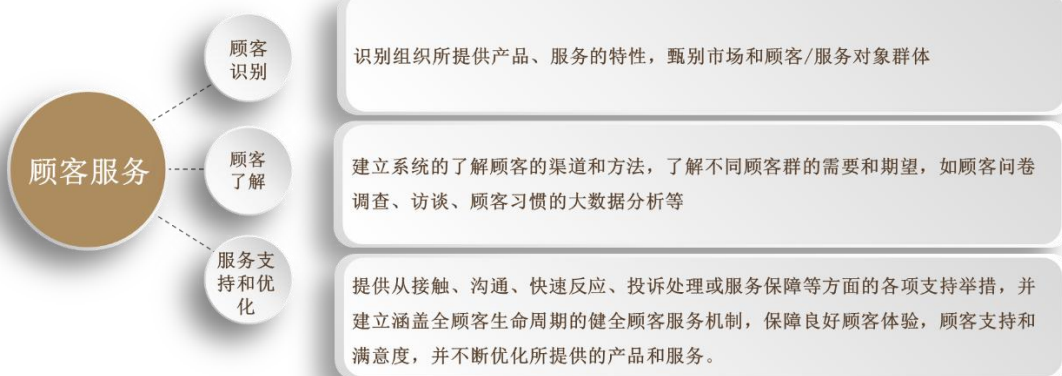 顾客服务
顾客
识别
识别组织所提供产品、服务的特性，甄别市场和顾客/服务对象群体
顾客
了解
建立系统的了解顾客的渠道和方法，了解不同顾客群的需要和期望，如顾客问卷
调查、访谈、顾客习惯的大数据分析等
服务支
持和优
化
提供从接触、沟通、快速反应、投诉处理或服务保障等方面的各项支持举措，并
建立涵盖全顾客生命周期的健全顾客服务机制，保障良好顾客体验，顾客支持和
满意度，并不断优化所提供的产品和服务。